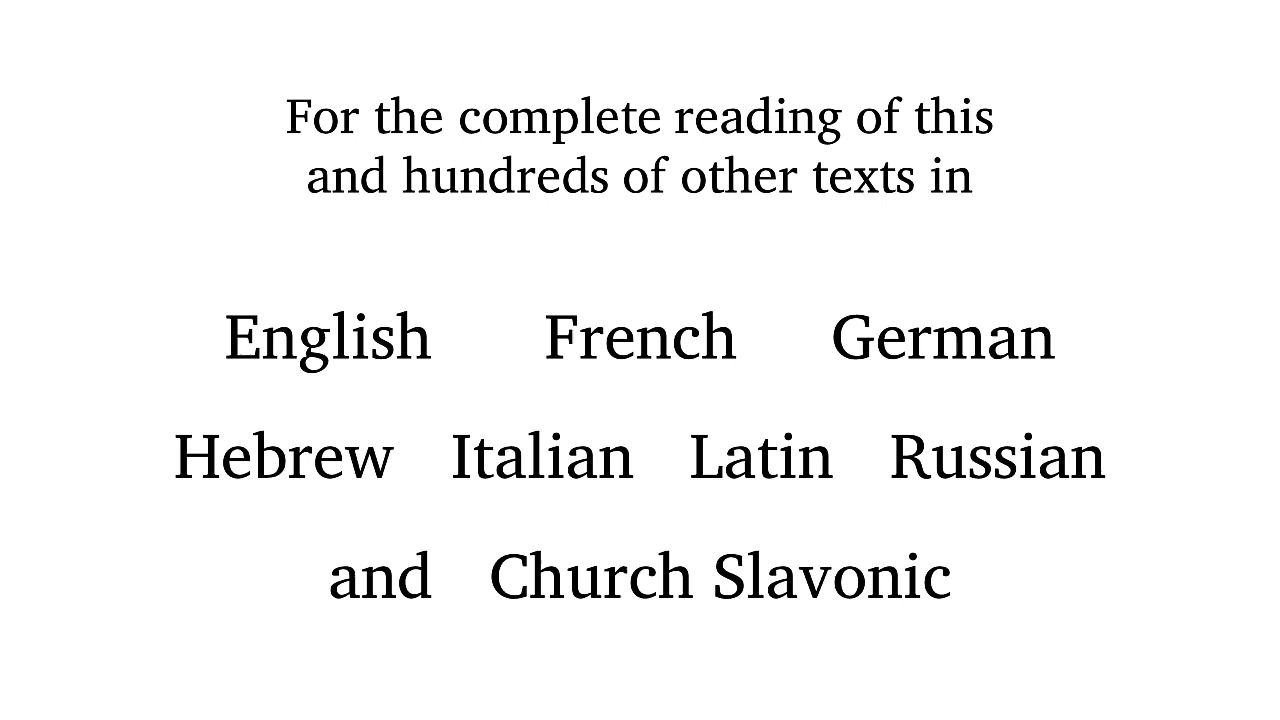 For the complete reading of this
and hundreds of other texts in
English French German
Hebrew Italian Latin Russian
and Church Slavonic